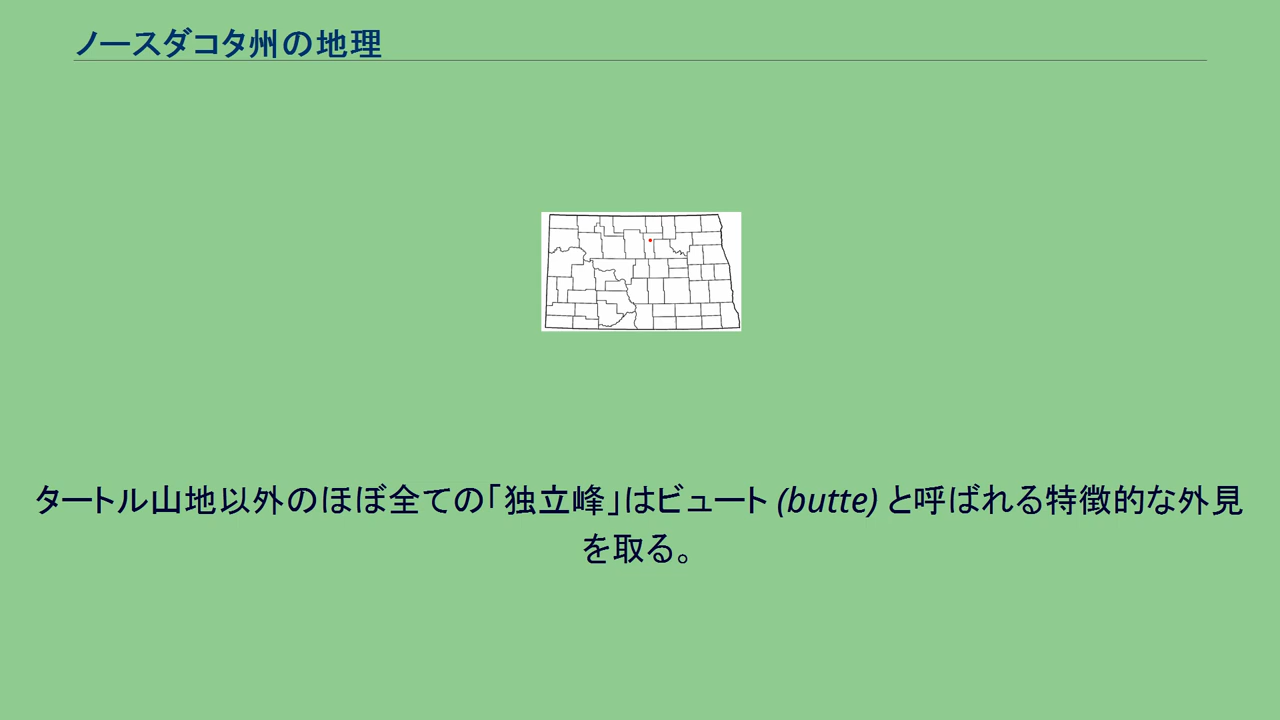 ノースダコタ州の地理
タートル山地以外のほぼ全ての「独立峰」はビュート (butte) と呼ばれる特徴的な外見
を取る。